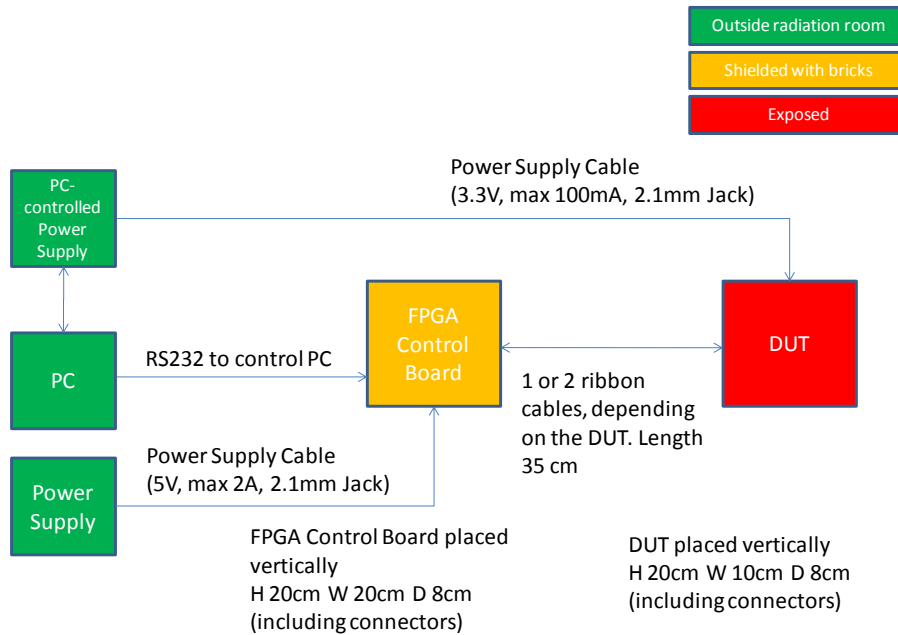 Outside radiation room
Shielded with bricks
Exposed
Power Supply Cable
(3.3V, max 100mA, 2.1mm Jack)
PC-
controlled
Power
Supply
FPGA
Control
Board
DUT
PC
RS232 to control PC
1 or 2 ribbon
cables, depending
on the DUT. Length
35 cm
Power Supply Cable
(5V, max 2A, 2.1mm Jack)
Power
Supply
FPGA Control Board placed
vertically
H 20cm W 20cm D 8cm
(including connectors)
DUT placed vertically
H 20cm W 10cm D 8cm
(including connectors)